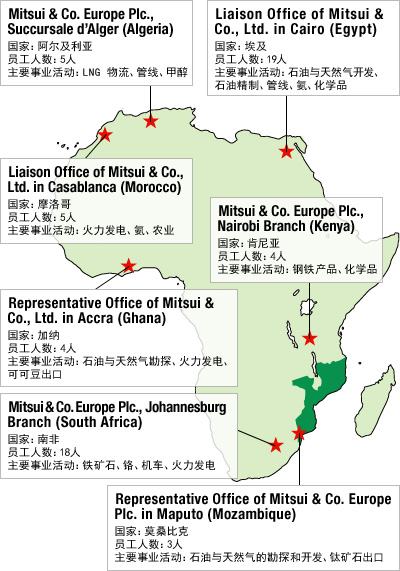 Mitsui & Co. Europe Plc.,
Succursale d'Alger (Algeria)
国家：阿尔及利亚
员工人数：5人
主要事业活动：LNG 物流、管线、甲醇
Liaison Office of Mitsui &
Co., Ltd. in Cairo (Egypt)
国家：埃及
员工人数：19人
主要事业活动：石油与天然气开发、
石油精制、管线、氨、化学品
Liaison Office of Mitsui & Co.,
Ltd. in Casablanca (Morocco)
国家：摩洛哥
员工人数：5人
主要事业活动：火力发电、氨、农业
Mitsui & Co. Europe Plc.,
Nairobi Branch (Kenya)
国家：肯尼亚
员工人数：4人
主要事业活动：钢铁产品、化学品
Representative Office of Mitsui &
Co., Ltd. in Accra (Ghana)
国家：加纳
员工人数：4人
主要事业活动：石油与天然气勘探、火力发电、
可可豆出口
Mitsui & Co. Europe Plc., Johannesburg
Branch (South Africa)
国家：南非
员工人数：18人
主要事业活动：铁矿石、铬、机车、火力发电
Representative Office of Mitsui & Co. Europe
Plc. in Maputo (Mozambique)
国家：莫桑比克
员工人数：3人
主要事业活动：石油与天然气的勘探和开发、钛矿石出口